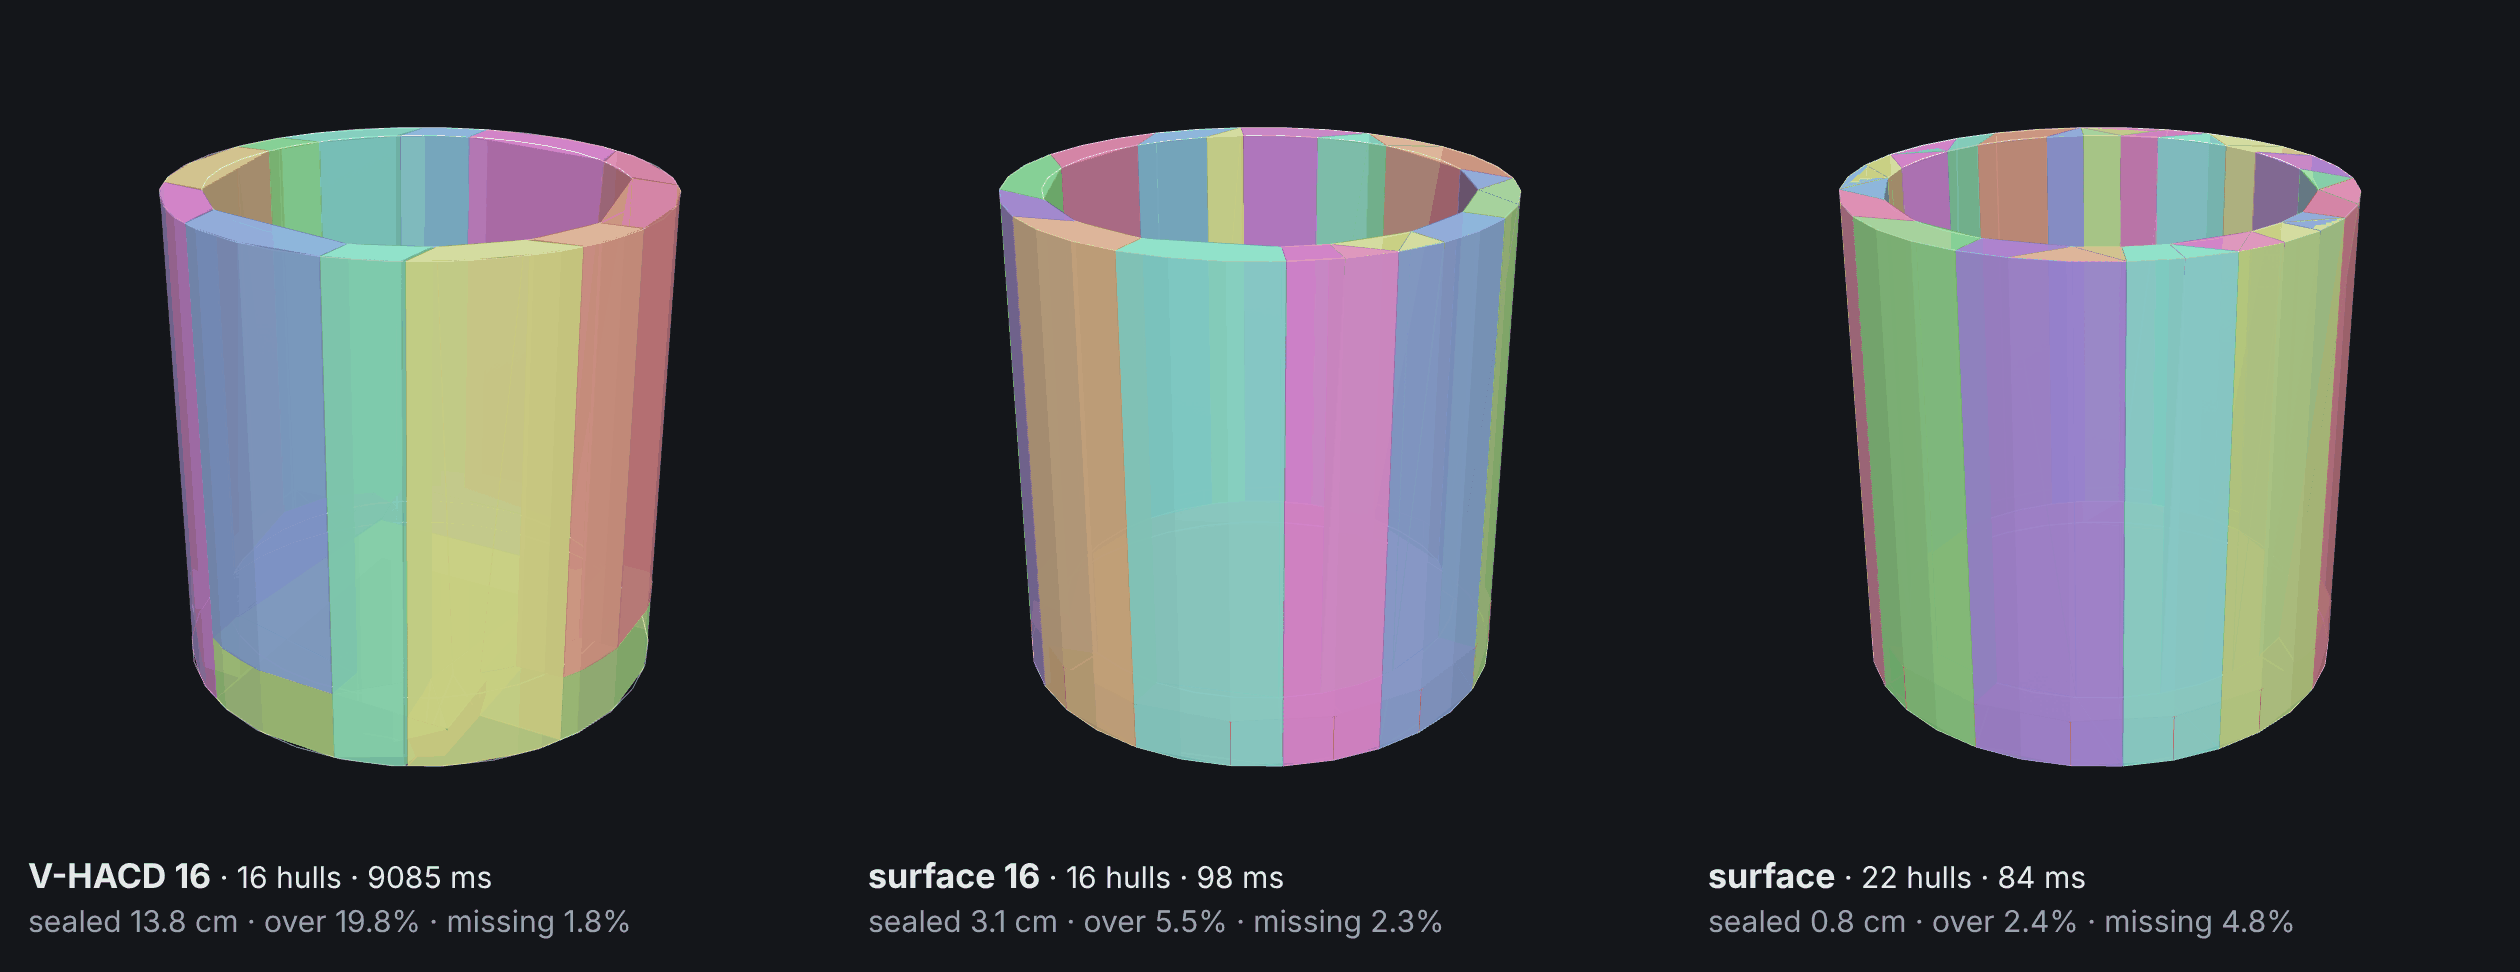 V-HACD 16 · 16 hulls · 9085 ms
sealed 13.8 cm · over 19.8% · missing 1.8%
surface 16 · 16 hulls · 98 ms
sealed 3.1 cm · over 5.5% · missing 2.3%
surface · 22 hulls · 84 ms
sealed 0.8 cm · over 2.4% · missing 4.8%